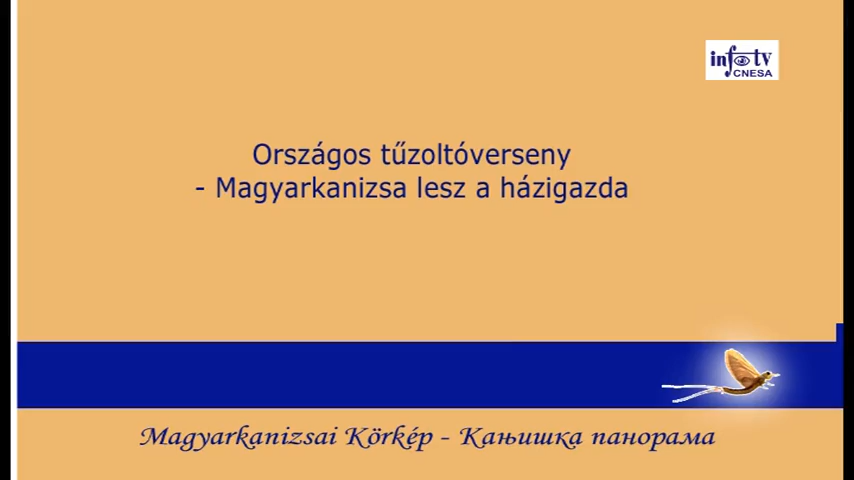 info tv
CNESA
Országos tűzoltóverseny
- Magyarkanizsa lesz a házigazda
Magyarkanizsai Körkép - Кањишка панорама